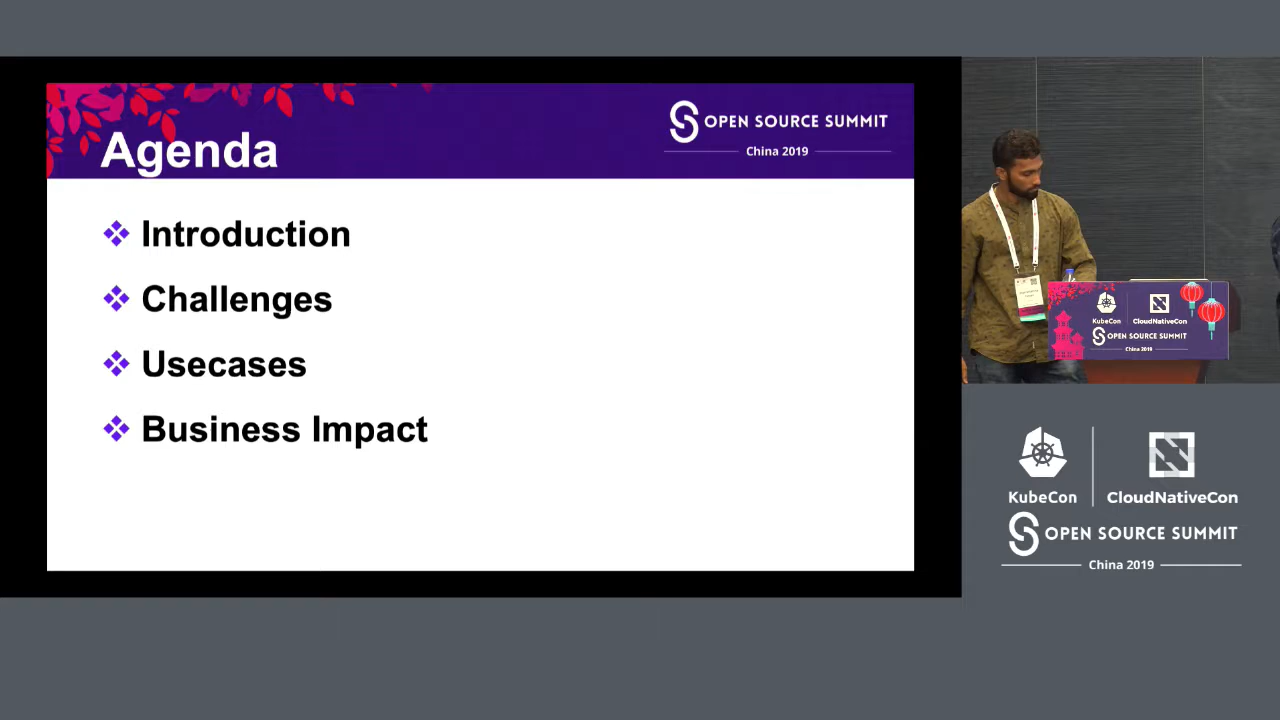 Agenda
OPEN SOURCE SUMMIT
China 2019
Introduction
Challenges
Usecases
Business Impact
KubeCon
CloudNativeCon
OPEN SOURCE SUMMIT
China 2019
KubeCon
CloudNativeCon
OPEN SOURCE SUMMIT
China 2019